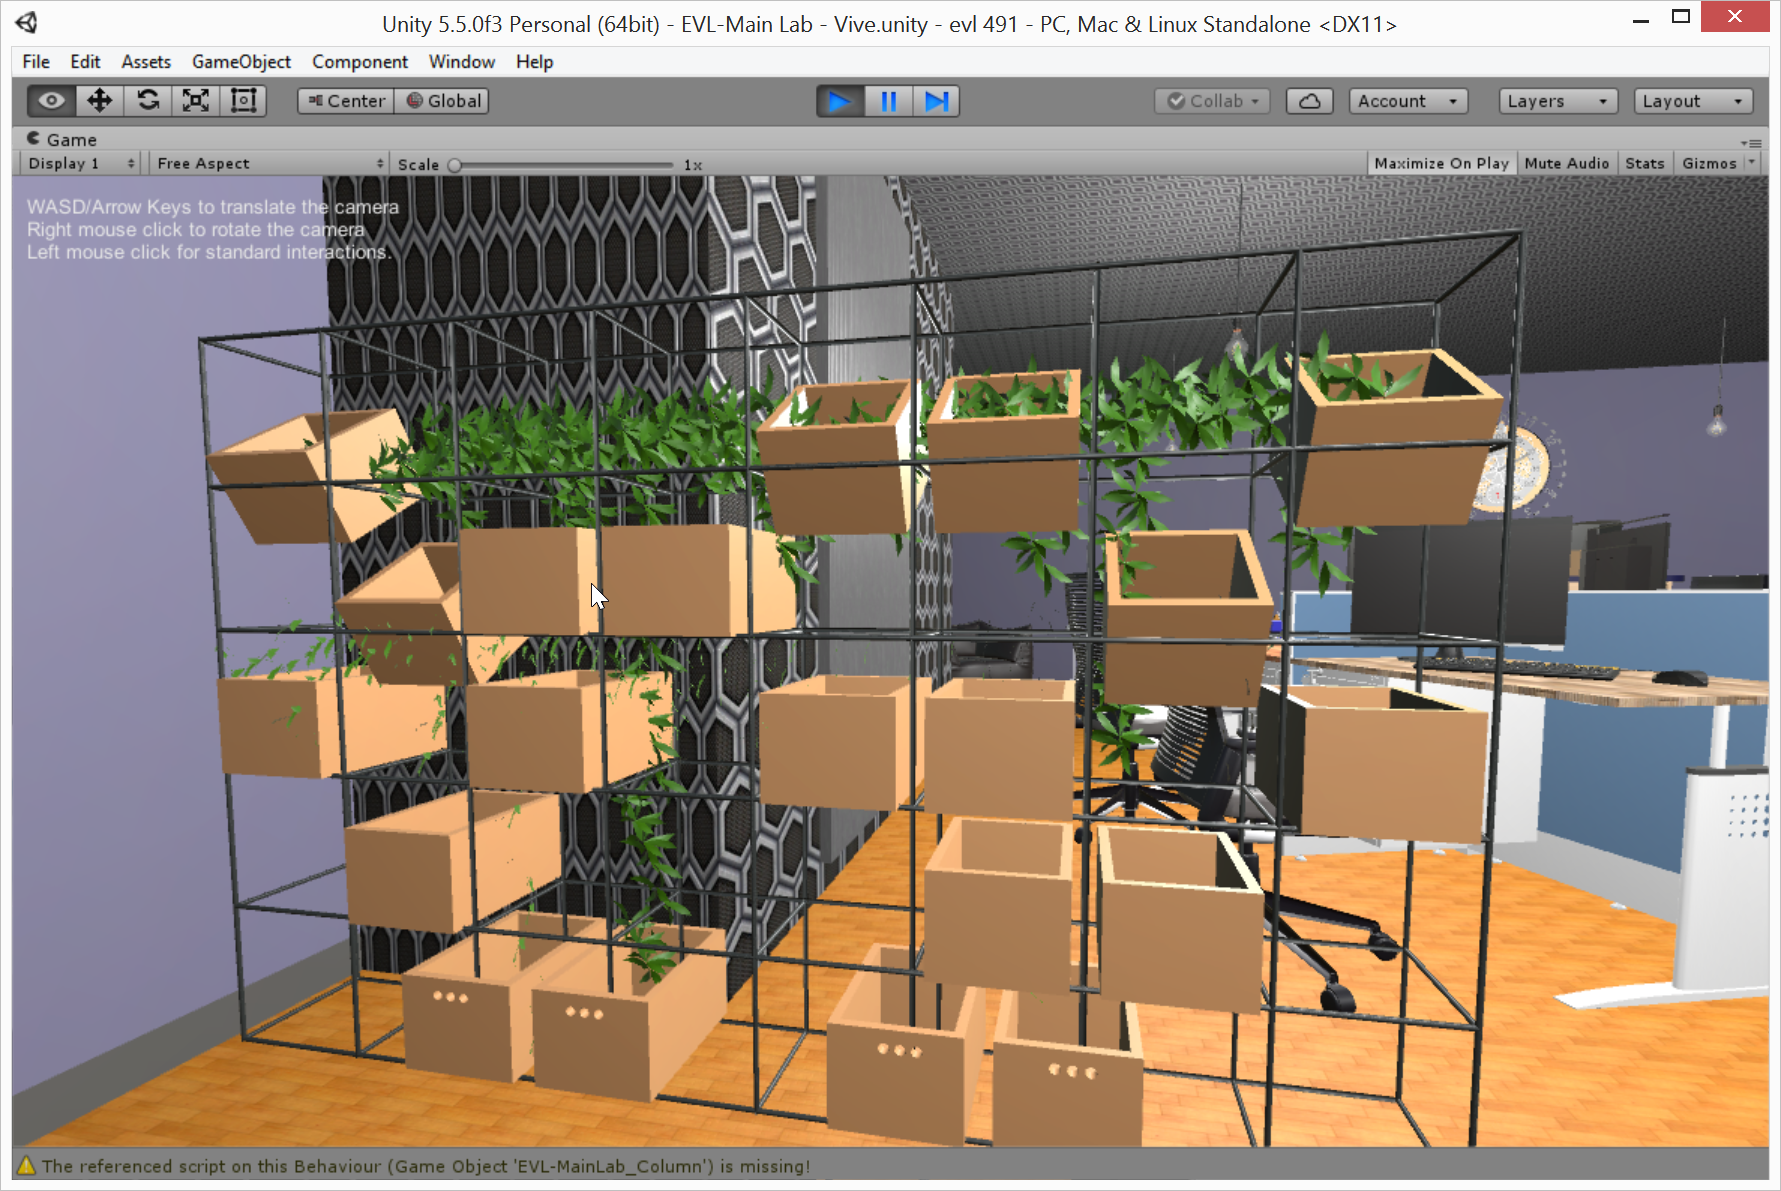 Unity 5.5.0f3 Personal (64bit) - EVL-Main Lab - Vive.unity - evl 491 - PC, Mac & Linux Standalone <DX11>
File Edit Assets GameObject Component Window Help
Center Global Collab Account Layers Layout
Game
Display 1 Free Aspect Scale 1x Maximize On Play Mute Audio Stats Gizmos
WASD/Arrow Keys to translate the camera
Right mouse click to rotate the camera
Left mouse click for standard interactions.
The referenced script on this Behaviour (Game Object 'EVL-MainLab_Column') is missing!